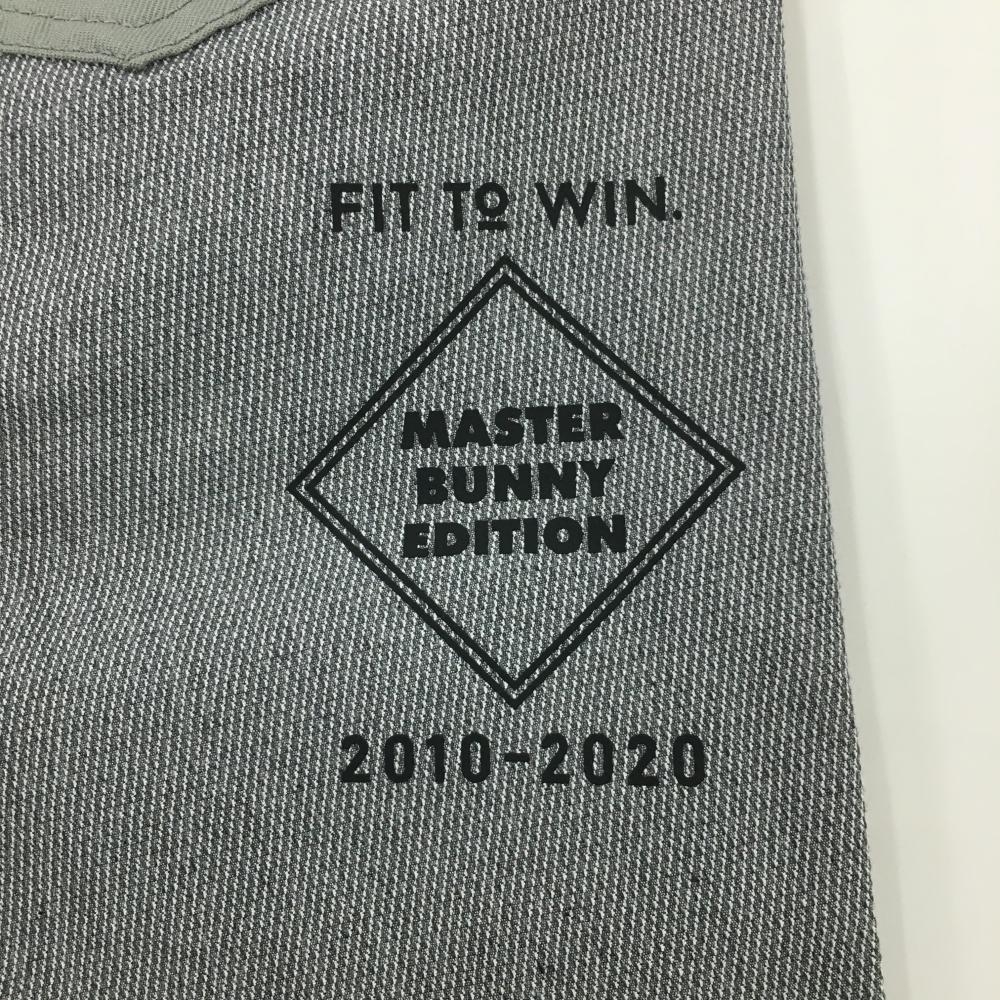 FIT TO WIN.
MASTER
BUNNY
EDITION
2010-2020